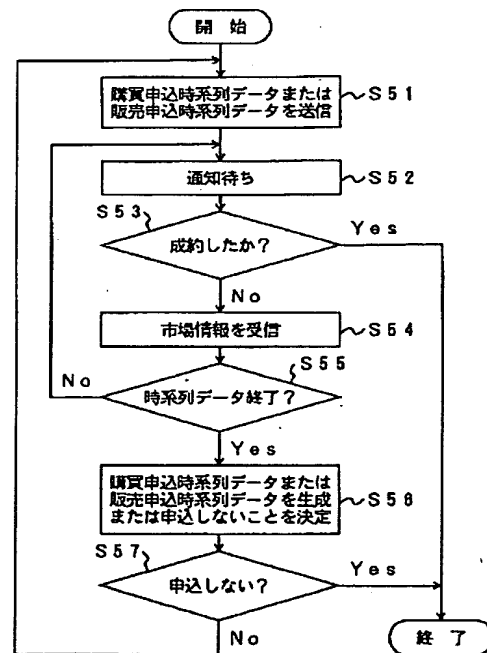 開 始
購買申込時系列データまたは
販売申込時系列データを送信
S51
通知待ち
S52
S53
成約したか?
Yes
No
市場情報を受信
S54
S55
No
時系列データ終了?
Yes
購買申込時系列データまたは
販売申込時系列データを生成
または申込しないことを決定
S56
S57
申込しない?
Yes
No
終 了